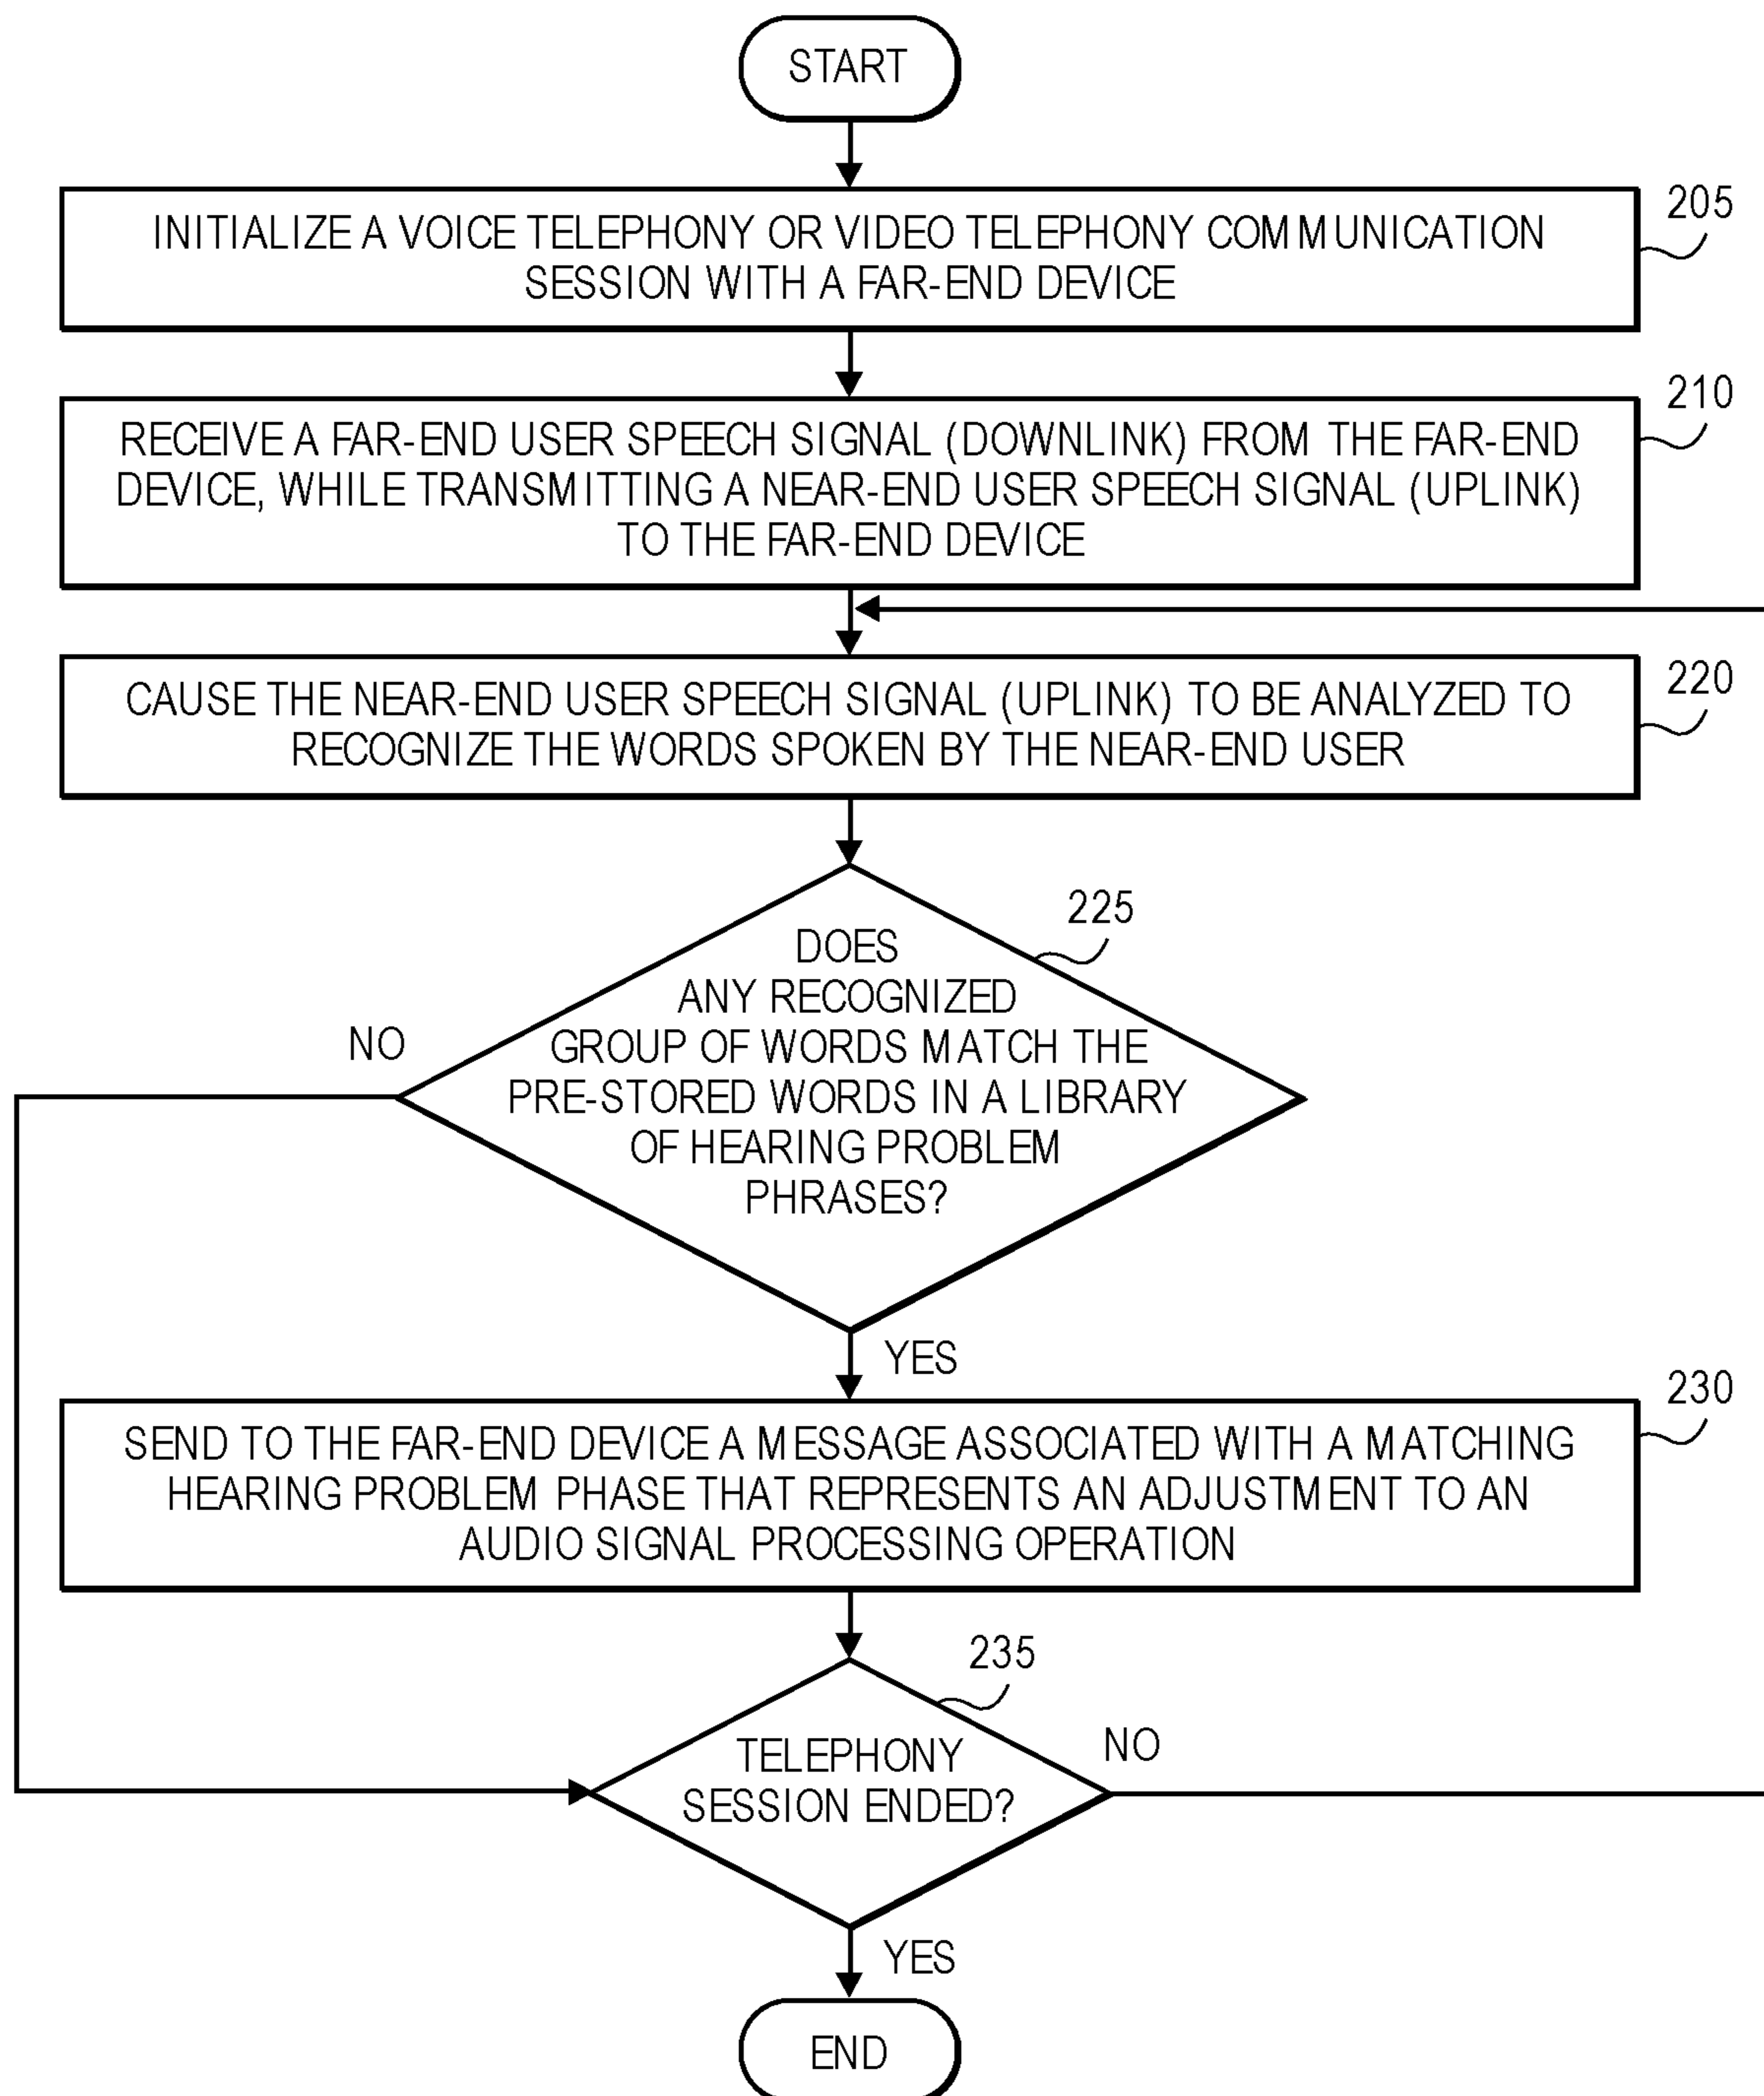 START
205
INITIALIZE A VOICE TELEPHONY OR VIDEO TELEPHONY COMMUNICATION
SESSION WITH A FAR-END DEVICE
210
RECEIVE A FAR-END USER SPEECH SIGNAL (DOWNLINK) FROM THE FAR-END
DEVICE, WHILE TRANSMITTING A NEAR-END USER SPEECH SIGNAL (UPLINK)
TO THE FAR-END DEVICE
220
CAUSE THE NEAR-END USER SPEECH SIGNAL (UPLINK) TO BE ANALYZED TO
RECOGNIZE THE WORDS SPOKEN BY THE NEAR-END USER
225
DOES
ANY RECOGNIZED
GROUP OF WORDS MATCH THE
PRE-STORED WORDS IN A LIBRARY
OF HEARING PROBLEM
PHRASES?
NO
YES
230
SEND TO THE FAR-END DEVICE A MESSAGE ASSOCIATED WITH A MATCHING
HEARING PROBLEM PHASE THAT REPRESENTS AN ADJUSTMENT TO AN
AUDIO SIGNAL PROCESSING OPERATION
235
TELEPHONY
SESSION ENDED?
NO
YES
END